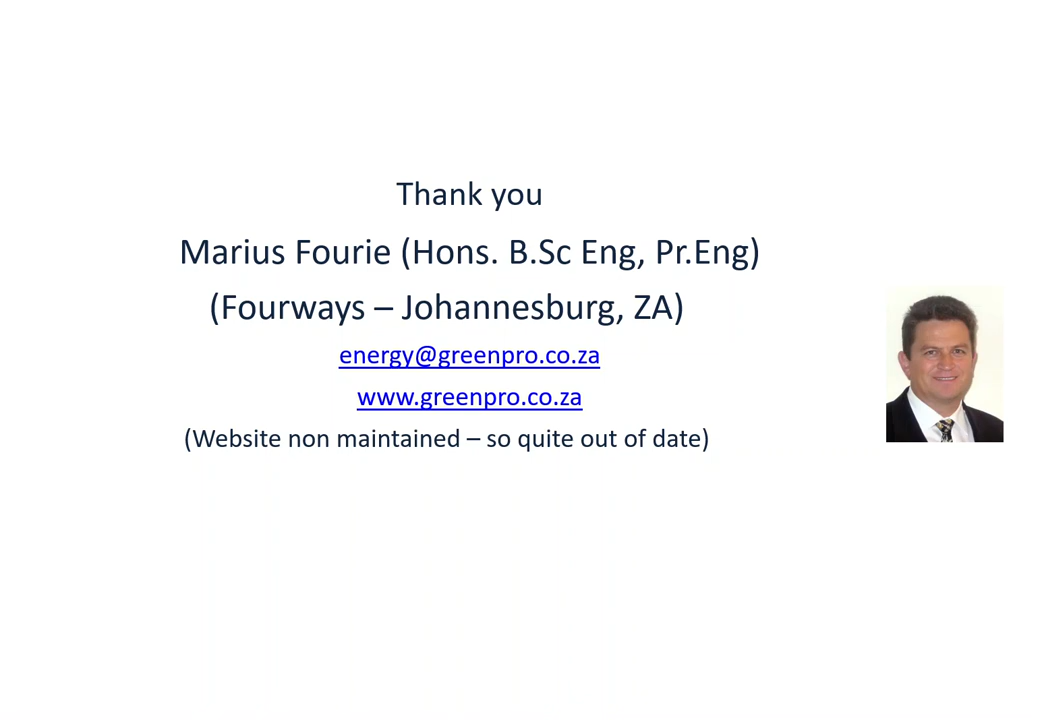 Thank you
Marius Fourie (Hons. B.Sc Eng, Pr.Eng)
(Fourways – Johannesburg, ZA)
energy@greenpro.co.za
www.greenpro.co.za
(Website non maintained – so quite out of date)